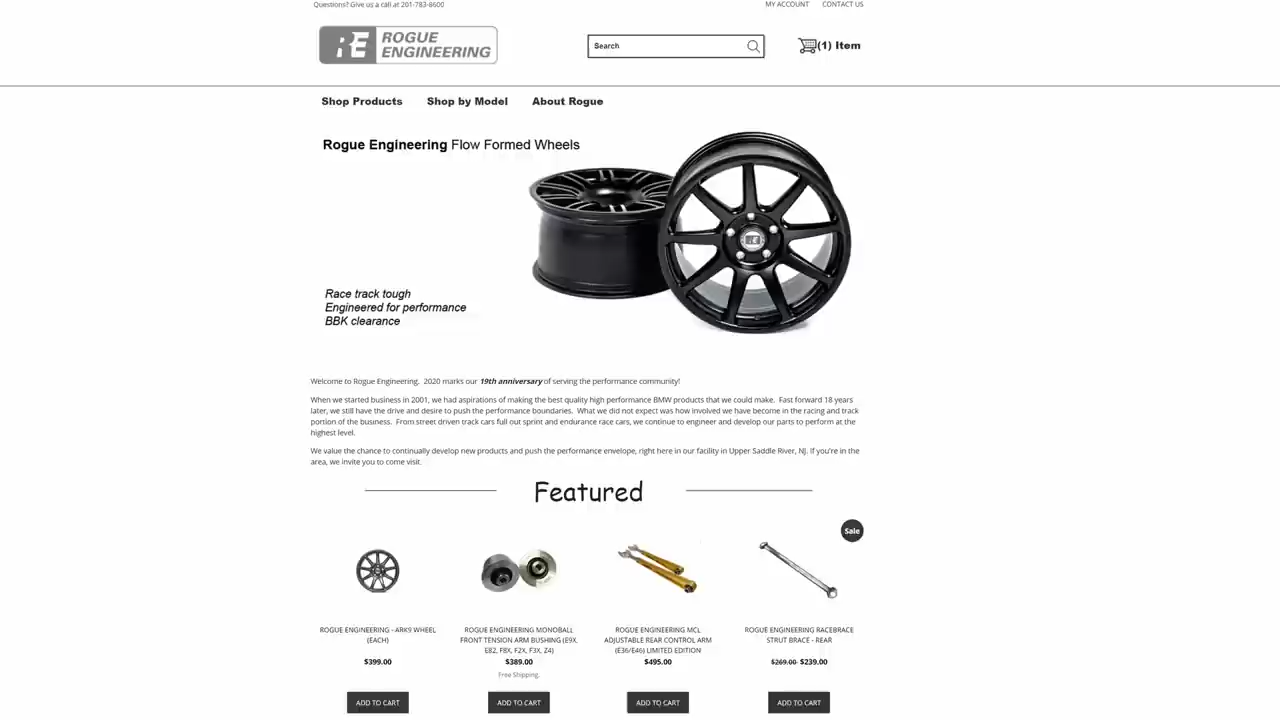 Questions? Give us a call at 201-783-8600
MY ACCOUNT CONTACT US
RE ROGUE
ENGINEERING
Search
(1) Item
Shop Products Shop by Model About Rogue
Rogue Engineering Flow Formed Wheels
RE
Race track tough
Engineered for performance
BBK clearance
Welcome to Rogue Engineering. 2020 marks our 19th anniversary of serving the performance community!
When we started business in 2001, we had aspirations of making the best quality high performance BMW products that we could make. Fast forward 18 years
later, we still have the drive and desire to push the performance boundaries. What we did not expect was how involved we have become in the racing and track
portion of the business. From street driven track cars full out sprint and endurance race cars, we continue to engineer and develop our parts to perform at the
highest level.
We value the chance to continually develop new products and push the performance envelope, right here in our facility in Upper Saddle River, NJ. If you're in the
area, we invite you to come visit.
Featured
Sale
ROGUE ENGINEERING - ARK9 WHEEL
(EACH)
$399.00
ADD TO CART
ROGUE ENGINEERING MONOBALL
FRONT TENSION ARM BUSHING (E9X,
E82, F8X, F2X, F3X, Z4)
$389.00
Free Shipping.
ADD TO CART
ROGUE ENGINEERING MCL
ADJUSTABLE REAR CONTROL ARM
(E36/E46) LIMITED EDITION
$495.00
ADD TO CART
ROGUE ENGINEERING RACEBRACE
STRUT BRACE - REAR
$269.00 $239.00
ADD TO CART